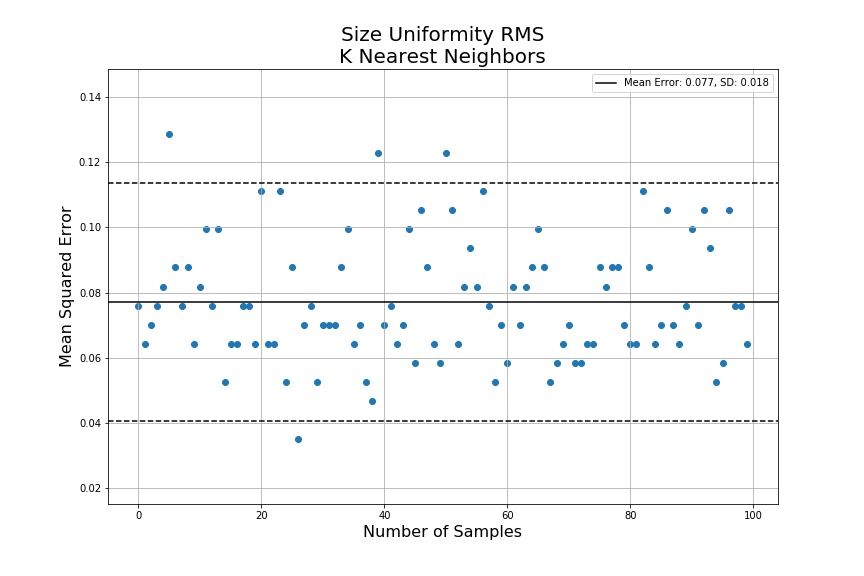 Size Uniformity RMS
K Nearest Neighbors
Mean Error: 0.077, SD: 0.018
Mean Squared Error
0.14
0.12
0.10
0.08
0.06
0.04
0.02
0
20
40
60
80
100
Number of Samples